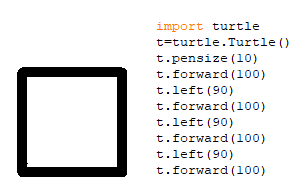 import turtle
t=turtle.Turtle()
t.pensize(10)
t.forward(100)
t.left(90)
t.forward(100)
t.left(90)
t.forward(100)
t.left(90)
t.forward(100)